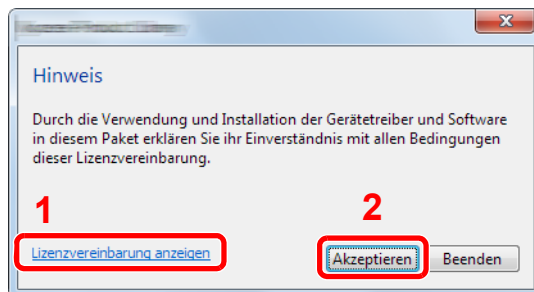 Hinweis
Durch die Verwendung und Installation der Gerätetreiber und Software
in diesem Paket erklären Sie ihr Einverständnis mit allen Bedingungen
dieser Lizenzvereinbarung.
1
2
Lizenzvereinbarung anzeigen
Akzeptieren
Beenden